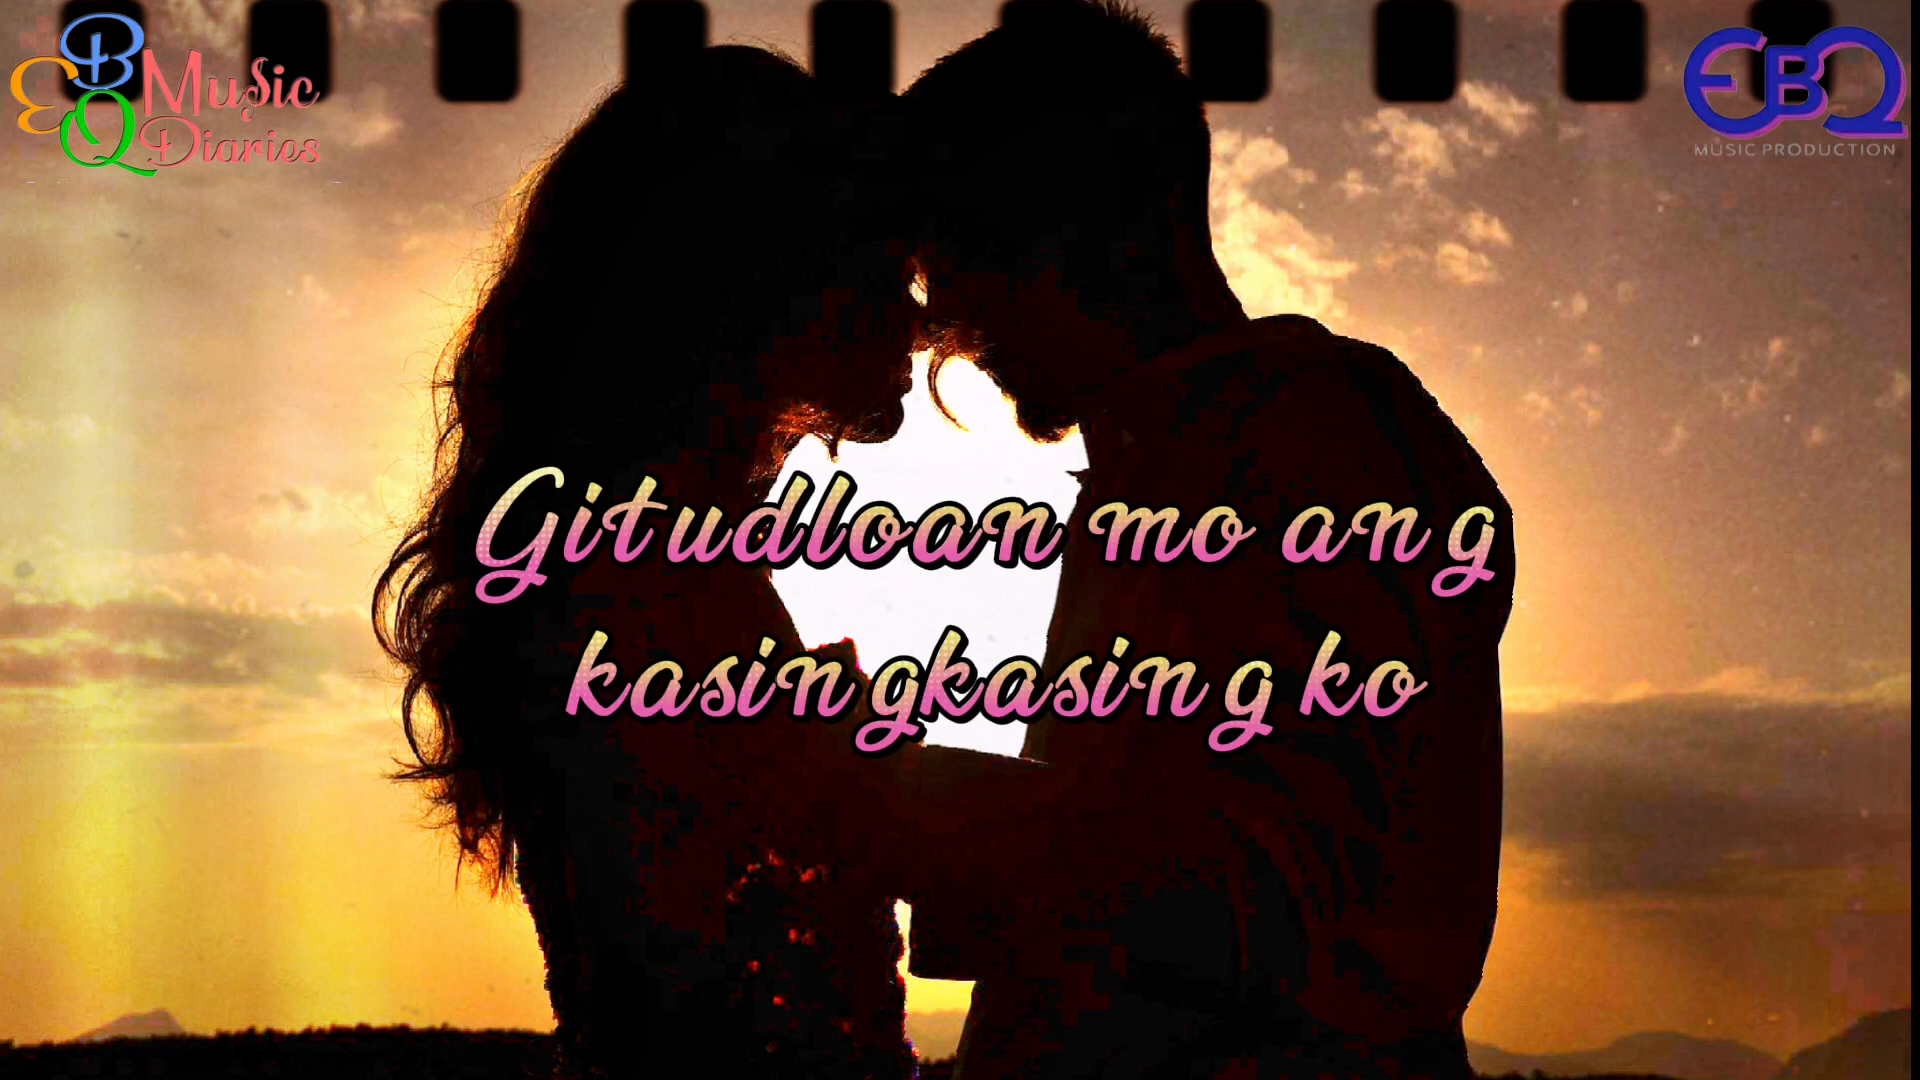 EBQ Music Diaries
EBQ
MUSIC PRODUCTION
Gitudloan mo ang
kasingkasing ko